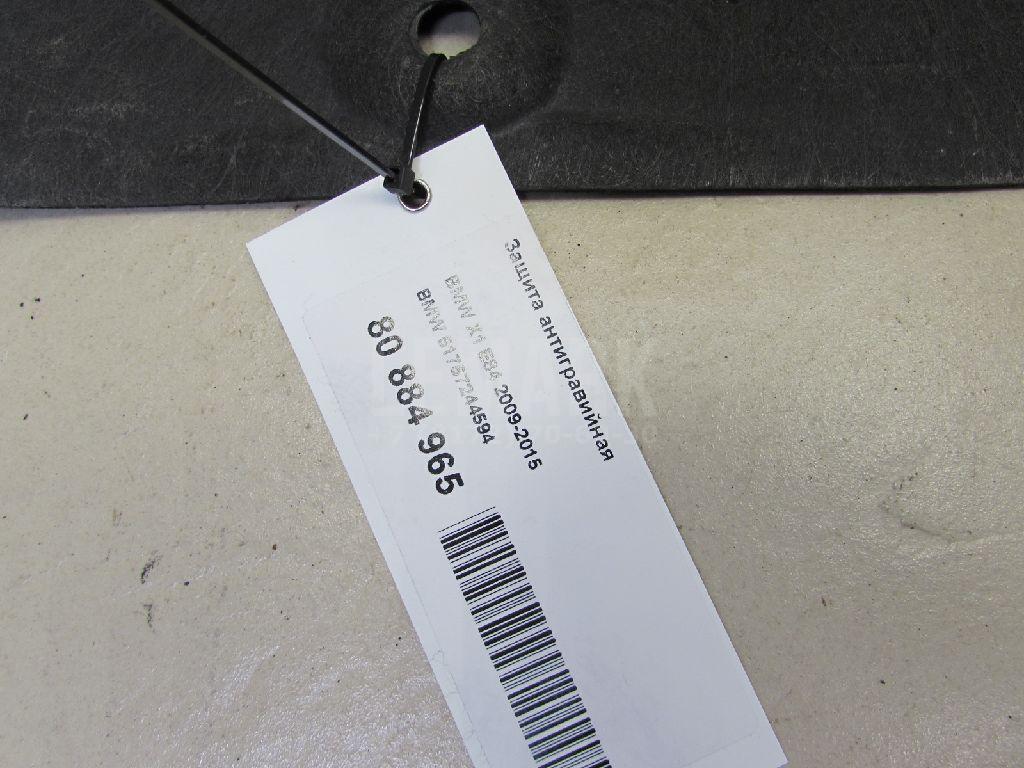 Защита антигравийная
BMW X1 E84 2009-2015
BMW 51757244594
80 884 965